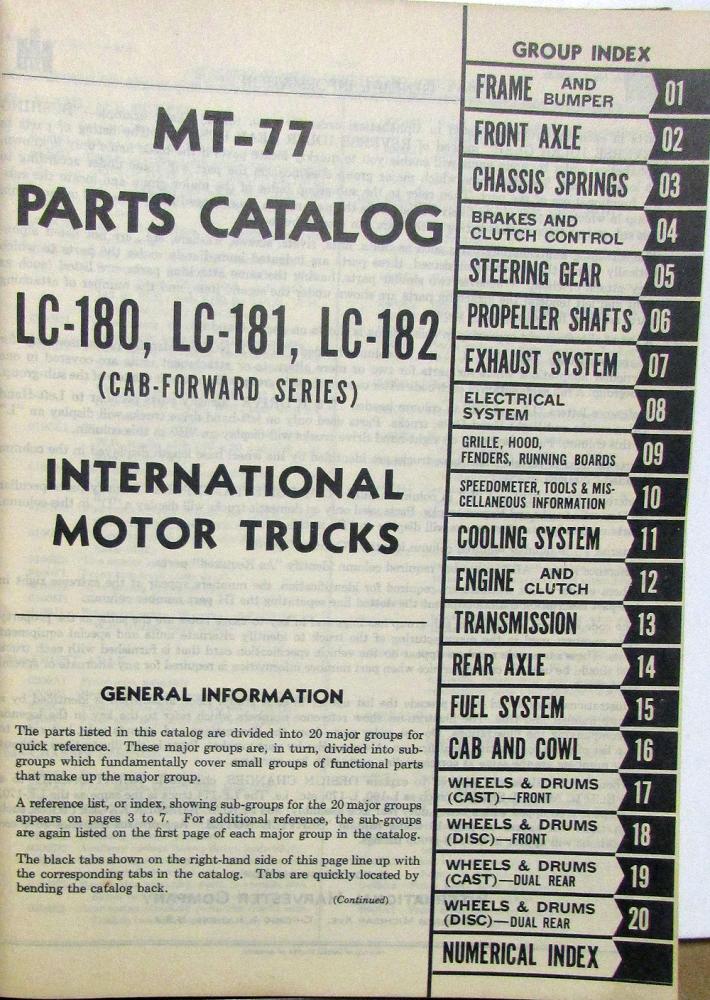 MT-77
PARTS CATALOG
LC-180, LC-181, LC-182
(CAB-FORWARD SERIES)
INTERNATIONAL
MOTOR TRUCKS
GENERAL INFORMATION
The parts listed in this catalog are divided into 20 major groups for
quick reference. These major groups are, in turn, divided into sub-
groups which fundamentally cover small groups of functional parts
that make up the major group.
A reference list, or index, showing sub-groups for the 20 major groups
appears on pages 3 to 7. For additional reference, the sub-groups
are again listed on the first page of each major group in the catalog.
The black tabs shown on the right-hand side of this page line up with
the corresponding tabs in the catalog. Tabs are quickly located by
bending the catalog back.
(Continued)
GROUP INDEX
FRAME AND BUMPER 01
FRONT AXLE 02
CHASSIS SPRINGS 03
BRAKES AND
CLUTCH CONTROL 04
STEERING GEAR 05
PROPELLER SHAFTS 06
EXHAUST SYSTEM 07
ELECTRICAL
SYSTEM 08
GRILLE, HOOD,
FENDERS, RUNNING BOARDS 09
SPEEDOMETER, TOOLS & MIS-
CELLANEOUS INFORMATION 10
COOLING SYSTEM 11
ENGINE AND CLUTCH 12
TRANSMISSION 13
REAR AXLE 14
FUEL SYSTEM 15
CAB AND COWL 16
WHEELS & DRUMS
(CAST)—FRONT 17
WHEELS & DRUMS
(DISC)—FRONT 18
WHEELS & DRUMS
(CAST)—DUAL REAR 19
WHEELS & DRUMS
(DISC)—DUAL REAR 20
NUMERICAL INDEX